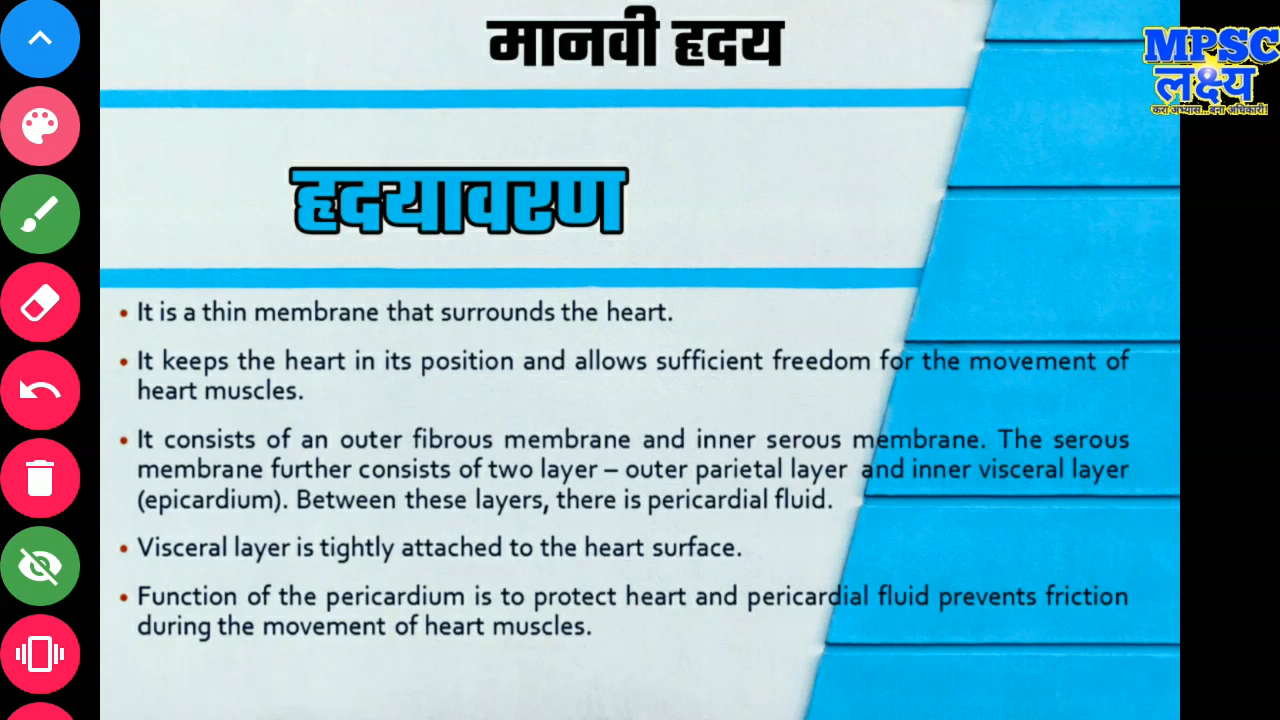 मानवी हृदय
MPSC
लक्ष्य
करा अभ्यास...बना अधिकारी!
हृदयावरण
• It is a thin membrane that surrounds the heart.
• It keeps the heart in its position and allows sufficient freedom for the movement of
heart muscles.
• It consists of an outer fibrous membrane and inner serous membrane. The serous
membrane further consists of two layer – outer parietal layer and inner visceral layer
(epicardium). Between these layers, there is pericardial fluid.
• Visceral layer is tightly attached to the heart surface.
• Function of the pericardium is to protect heart and pericardial fluid prevents friction
during the movement of heart muscles.